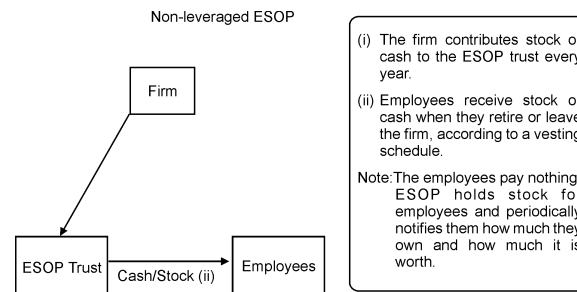 Non-leveraged ESOP
Firm
ESOP Trust
Cash/Stock (ii)
Employees
(i) The firm contributes stock o
cash to the ESOP trust every
year.
(ii) Employees receive stock o
cash when they retire or leave
the firm, according to a vesting
schedule.
Note:The employees pay nothing
ESOP holds stock fo
employees and periodically
notifies them how much they
own and how much it is
worth.